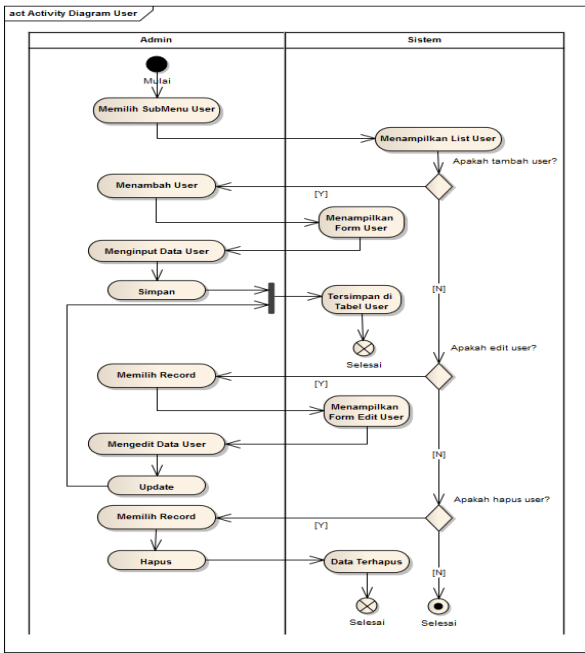 act Activity Diagram User
Admin
Sistem
Mulai
Memilih SubMenu User
Menampilkan List User
Apakah tambah user?
Menambah User
[Y]
Menampilkan
Form User
Menginput Data User
[N]
Simpan
Tersimpan di
Tabel User
Selesai
Apakah edit user?
Memilih Record
[Y]
Menampilkan
Form Edit User
Mengedit Data User
[N]
Update
Apakah hapus user?
Memilih Record
[Y]
Hapus
Data Terhapus
[N]
Selesai
Selesai